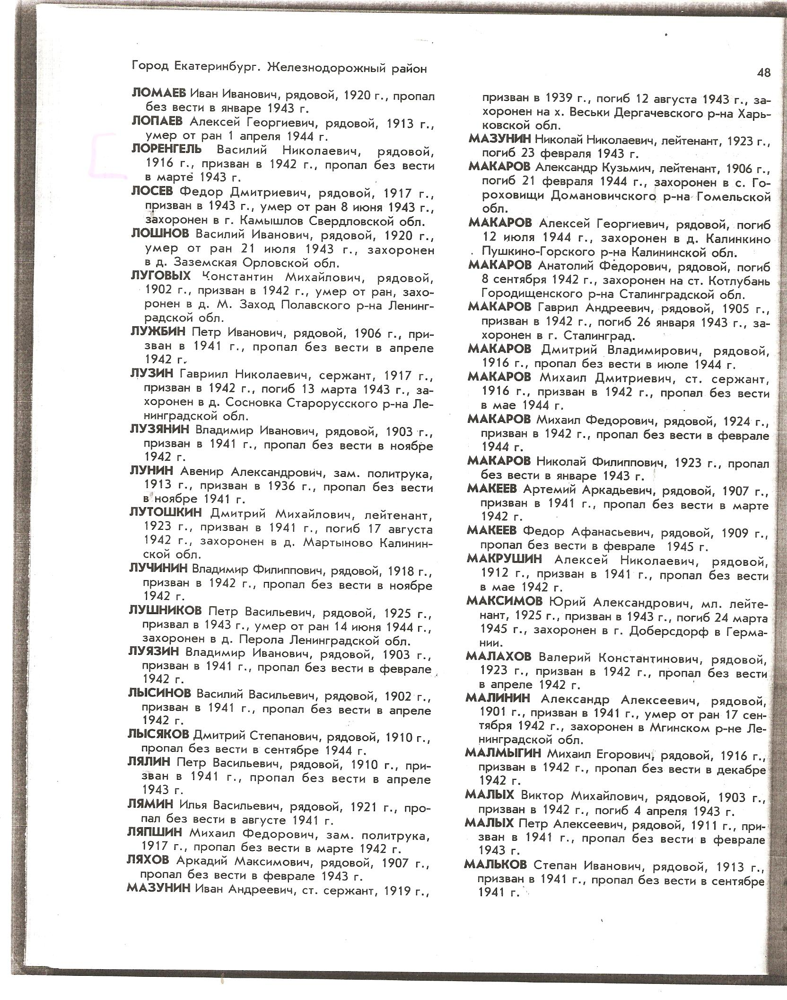 Город Екатеринбург. Железнодорожный район
48
ЛОМАЕВ Иван Иванович, рядовой, 1920 г., пропал
без вести в январе 1943 г.
ЛОПАЕВ Алексей Георгиевич, рядовой, 1913 г.,
умер от ран 1 апреля 1944 г.
ЛОРЕНГЕЛЬ Василий Николаевич, рядовой,
1916 г., призван в 1942 г., пропал без вести
в марте 1943 г.
ЛОСЕВ Федор Дмитриевич, рядовой, 1917 г.,
призван в 1943 г., умер от ран 8 июня 1943 г.,
захоронен в г. Камышлов Свердловской обл.
ЛОШНОВ Василий Иванович, рядовой, 1920 г.,
умер от ран 21 июля 1943 г., захоронен
в д. Заземская Орловской обл.
ЛУГОВЫХ Константин Михайлович, рядовой,
1902 г., призван в 1942 г., умер от ран, захо-
ронен в д. М. Заход Полавского р-на Ленинг-
радской обл.
ЛУЖБИН Петр Иванович, рядовой, 1906 г., при-
зван в 1941 г., пропал без вести в апреле
1942 г.
ЛУЗИН Гавриил Николаевич, сержант, 1917 г.,
призван в 1942 г., погиб 13 марта 1943 г., за-
хоронен в д. Сосновка Старорусского р-на Ле-
нинградской обл.
ЛУЗЯНИН Владимир Иванович, рядовой, 1903 г.,
призван в 1941 г., пропал без вести в ноябре
1942 г.
ЛУНИН Авенир Александрович, зам. политрука,
1913 г., призван в 1936 г., пропал без вести
в ноябре 1941 г.
ЛУТОШКИН Дмитрий Михайлович, лейтенант,
1923 г., призван в 1941 г., погиб 17 августа
1942 г., захоронен в д. Мартыново Калинин-
ской обл.
ЛУЧИНИН Владимир Филиппович, рядовой, 1918 г.,
призван в 1942 г., пропал без вести в ноябре
1942 г.
ЛУШНИКОВ Петр Васильевич, рядовой, 1925 г.,
призвал в 1943 г., умер от ран 14 июня 1944 г.,
захоронен в д. Перола Ленинградской обл.
ЛУЯЗИН Владимир Иванович, рядовой, 1903 г.,
призван в 1941 г., пропал без вести в феврале
1942 г.
ЛЫСИНОВ Василий Васильевич, рядовой, 1902 г.,
призван в 1941 г., пропал без вести в апреле
1942 г.
ЛЫСЯКОВ Дмитрий Степанович, рядовой, 1910 г.,
пропал без вести в сентябре 1944 г.
ЛЯЛИН Петр Васильевич, рядовой, 1910 г., при-
зван в 1941 г., пропал без вести в апреле
1943 г.
ЛЯМИН Илья Васильевич, рядовой, 1921 г., про-
пал без вести в августе 1941 г.
ЛЯПШИН Михаил Федорович, зам. политрука,
1917 г., пропал без вести в марте 1942 г.
ЛЯХОВ Аркадий Максимович, рядовой, 1907 г.,
пропал без вести в феврале 1943 г.
МАЗУНИН Иван Андреевич, ст. сержант, 1919 г.,
призван в 1939 г., погиб 12 августа 1943 г., за-
хоронен на х. Веськи Дергачевского р-на Харь-
ковской обл.
МАЗУНИН Николай Николаевич, лейтенант, 1923 г.,
погиб 23 февраля 1943 г.
МАКАРОВ Александр Кузьмич, лейтенант, 1906 г.,
погиб 21 февраля 1944 г., захоронен в с. Го-
роховищи Домановичского р-на Гомельской
обл.
МАКАРОВ Алексей Георгиевич, рядовой, погиб
12 июля 1944 г., захоронен в д. Калинкино
Пушкино-Горского р-на Калининской обл.
МАКАРОВ Анатолий Федорович, рядовой, погиб
8 сентября 1942 г., захоронен на ст. Котлубань
Городищенского р-на Сталинградской обл.
МАКАРОВ Гаврил Андреевич, рядовой, 1905 г.,
призван в 1942 г., погиб 26 января 1943 г., за-
хоронен в г. Сталинград.
МАКАРОВ Дмитрий Владимирович, рядовой,
1916 г., пропал без вести в июле 1944 г.
МАКАРОВ Михаил Дмитриевич, ст. сержант,
1916 г., призван в 1942 г., пропал без вести
в мае 1944 г.
МАКАРОВ Михаил Федорович, рядовой, 1924 г.,
призван в 1942 г., пропал без вести в феврале
1944 г.
МАКАРОВ Николай Филиппович, 1923 г., пропал
без вести в январе 1943 г.
МАКЕЕВ Артемий Аркадьевич, рядовой, 1907 г.,
призван в 1941 г., пропал без вести в марте
1942 г.
МАКЕЕВ Федор Афанасьевич, рядовой, 1909 г.,
пропал без вести в феврале 1945 г.
МАКРУШИН Алексей Николаевич, рядовой,
1912 г., призван в 1941 г., пропал без вести
в мае 1942 г.
МАКСИМОВ Юрий Александрович, мл. лейте-
нант, 1925 г., призван в 1943 г., погиб 24 марта
1945 г., захоронен в г. Доберсдорф в Герма-
нии.
МАЛАХОВ Валерий Константинович, рядовой,
1923 г., призван в 1942 г., пропал без вести
в апреле 1942 г.
МАЛИНИН Александр Алексеевич, рядовой,
1901 г., призван в 1941 г., умер от ран 17 сен-
тября 1942 г., захоронен в Мгинском р-не Ле-
нинградской обл.
МАЛМЫГИН Михаил Егорович, рядовой, 1916 г.,
призван в 1942 г., пропал без вести в декабре
1942 г.
МАЛЫХ Виктор Михайлович, рядовой, 1903 г.,
призван в 1942 г., погиб 4 апреля 1943 г.
МАЛЫХ Петр Алексеевич, рядовой, 1911 г., при-
зван в 1941 г., пропал без вести в феврале
1943 г.
МАЛЬКОВ Степан Иванович, рядовой, 1913 г.,
призван в 1941 г., пропал без вести в сентябре
1941 г.